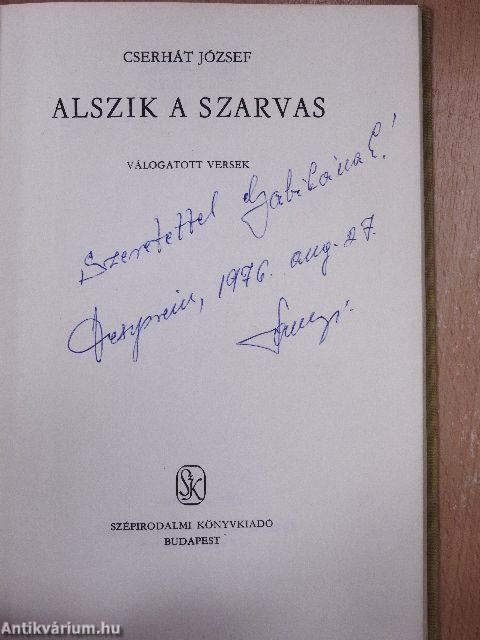 CSERHÁT JÓZSEF
ALSZIK A SZARVAS
VÁLOGATOTT VERSEK
Szeretettel Gabikának!
Veszprém, 1976. aug. 27.
SZK
SZÉPIRODALMI KÖNYVKIADÓ
BUDAPEST
Antikvárium.hu